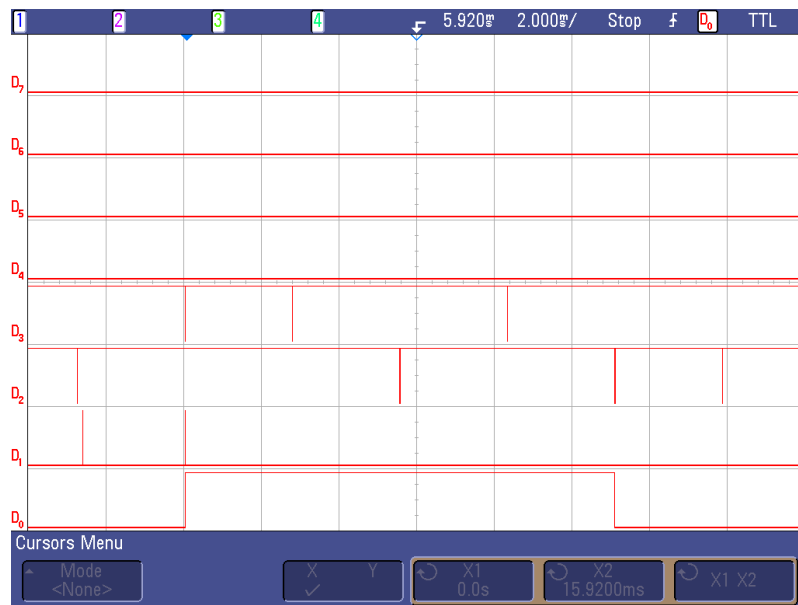 1 2 3 4 5.920ms 2.000ms/ Stop D0 TTL
D7
D6
D5
D4
D3
D2
D1
D0
Cursors Menu
Mode X Y X1 X2 X1 X2
<None> ✓ 0.0s 15.9200ms